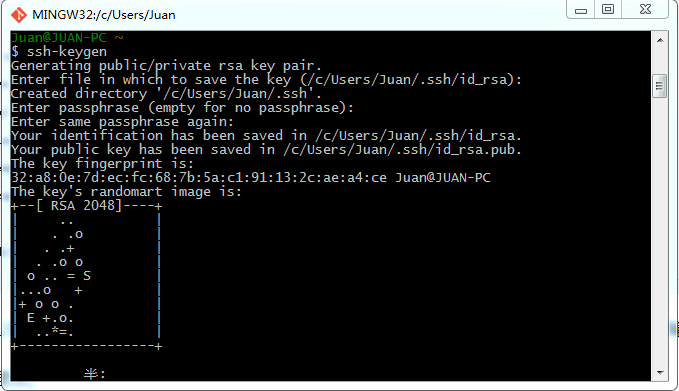 MINGW32:/c/Users/Juan
Juan@JUAN-PC ~
$ ssh-keygen
Generating public/private rsa key pair.
Enter file in which to save the key (/c/Users/Juan/.ssh/id_rsa):
Created directory '/c/Users/Juan/.ssh'.
Enter passphrase (empty for no passphrase):
Enter same passphrase again:
Your identification has been saved in /c/Users/Juan/.ssh/id_rsa.
Your public key has been saved in /c/Users/Juan/.ssh/id_rsa.pub.
The key fingerprint is:
32:a8:0e:7d:ec:fc:68:7b:5a:c1:91:13:2c:ae:a4:ce Juan@JUAN-PC
The key's randomart image is:
+--[ RSA 2048]----+
|     ..          |
|    . .o         |
|   . .+          |
|  . .o o         |
| o .. = S        |
|...o   +         |
|+ o o .          |
| E +.o.          |
|  ..*=.          |
+-----------------+
半: